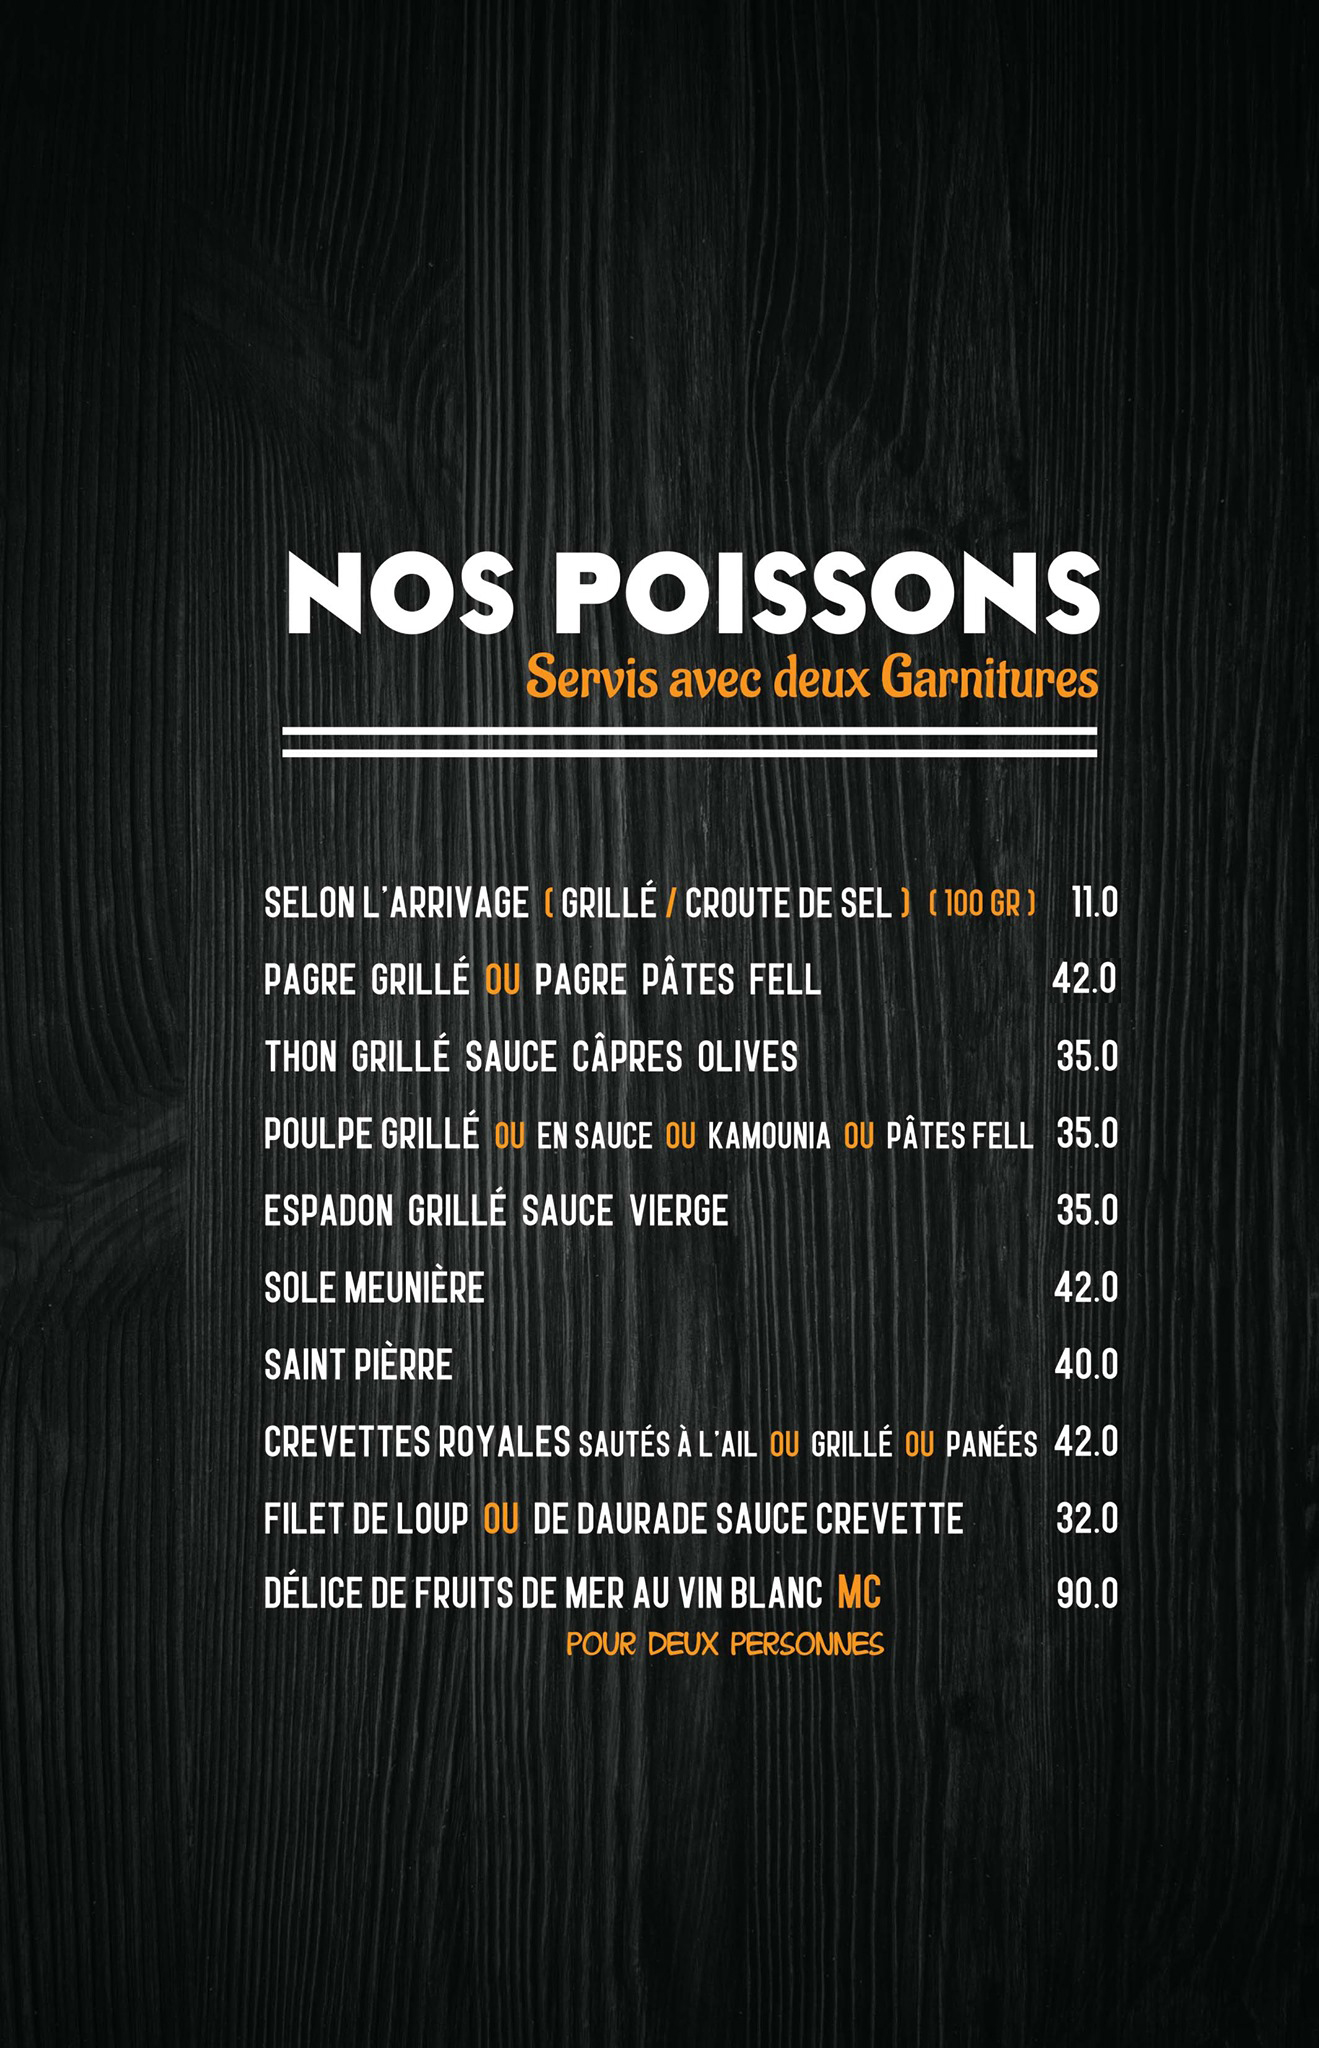 NOS POISSONS
Servis avec deux Garnitures
SELON L'ARRIVAGE ( GRILLÉ / CROUTE DE SEL ) ( 100 GR ) 11.0
PAGRE GRILLÉ OU PAGRE PÂTES FELL 42.0
THON GRILLÉ SAUCE CÂPRES OLIVES 35.0
POULPE GRILLÉ OU EN SAUCE OU KAMOUNIA OU PÂTES FELL 35.0
ESPADON GRILLÉ SAUCE VIERGE 35.0
SOLE MEUNIÈRE 42.0
SAINT PIÈRRE 40.0
CREVETTES ROYALES SAUTÉS À L'AIL OU GRILLÉ OU PANÉES 42.0
FILET DE LOUP OU DE DAURADE SAUCE CREVETTE 32.0
DÉLICE DE FRUITS DE MER AU VIN BLANC MC 90.0
POUR DEUX PERSONNES